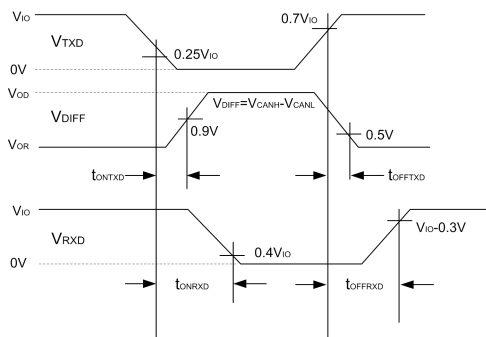 VIO
VTXD
0.25VIO
0.7VIO
0V
VOD
VDIFF
VDIFF=VCANH-VCANL
0.9V
0.5V
VOR
tONTXD
tOFFTXD
VIO
VRXD
VIO-0.3V
0.4VIO
0V
tONRXD
tOFFRXD